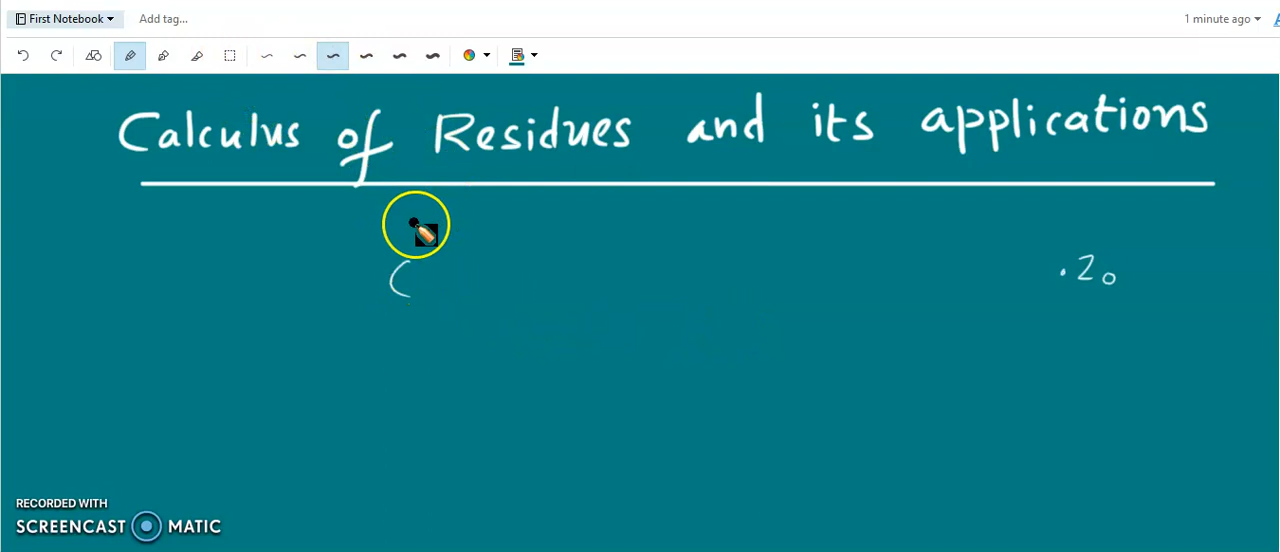 First Notebook Add tag... 1 minute ago
Calculus of Residues and its applications
( . z₀
RECORDED WITH
SCREENCAST MATIC